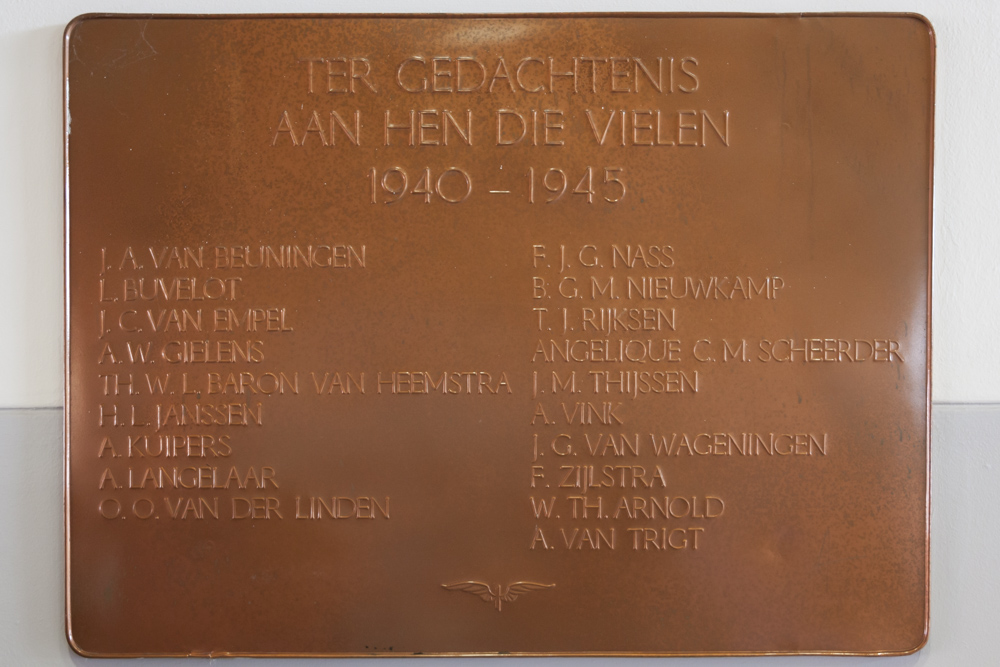 TER GEDACHTENIS
AAN HEN DIE VIELEN
1940 - 1945
J. A. VAN BEUNINGEN
L. BUVELOT
J. C. VAN EMPEL
A. W. GIELENS
TH. W. L. BARON VAN HEEMSTRA
H. L. JANSSEN
A. KUIPERS
A. LANGELAAR
O. O. VAN DER LINDEN
F. J. G. NASS
B. G. M. NIEUWKAMP
T. J. RIJKSEN
ANGELIQUE C. M. SCHEERDER
J. M. THIJSSEN
A. VINK
J. G. VAN WAGENINGEN
F. ZIJLSTRA
W. TH. ARNOLD
A. VAN TRIGT